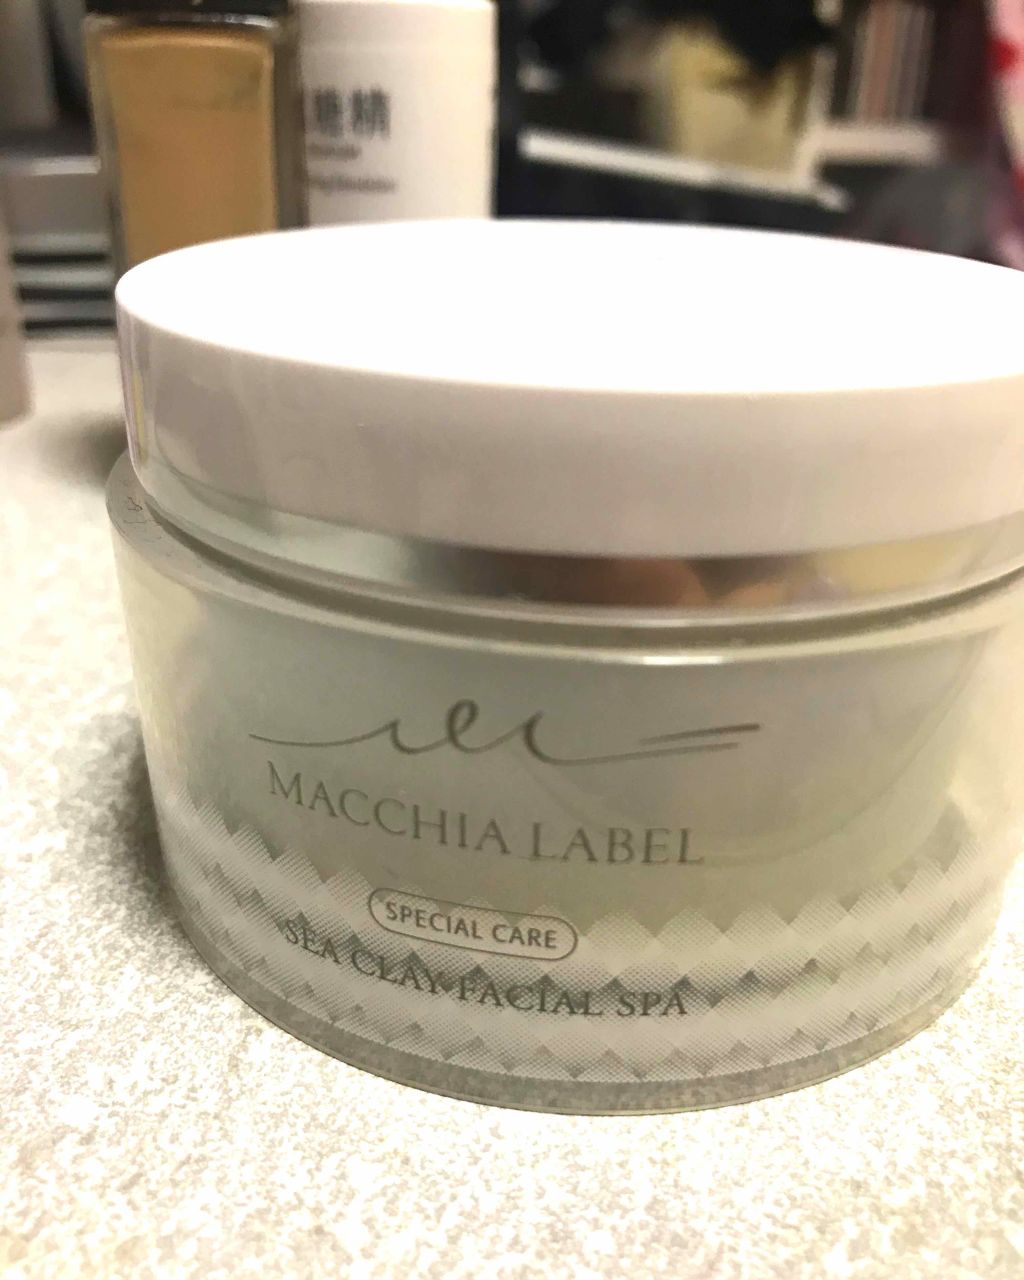 MACCHIA LABEL
SPECIAL CARE
SEA CLAY FACIAL SPA